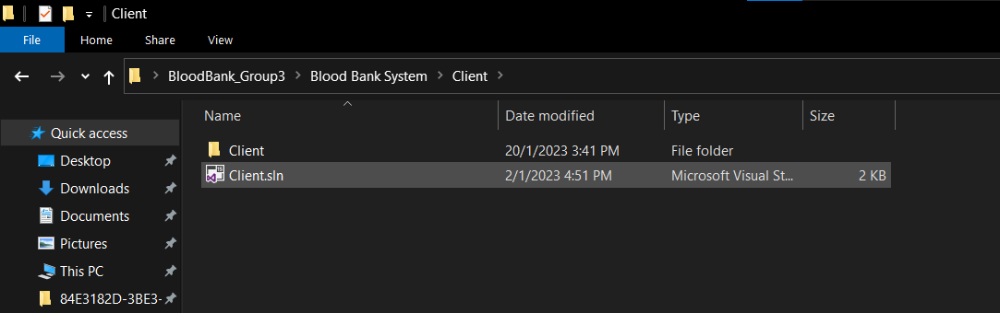 Client
File Home Share View
BloodBank_Group3 Blood Bank System Client
Name Date modified Type Size
Quick access
Client 20/1/2023 3:41 PM File folder
Desktop
Client.sln 2/1/2023 4:51 PM Microsoft Visual St... 2 KB
Downloads
Documents
Pictures
This PC
84E3182D-3BE3-